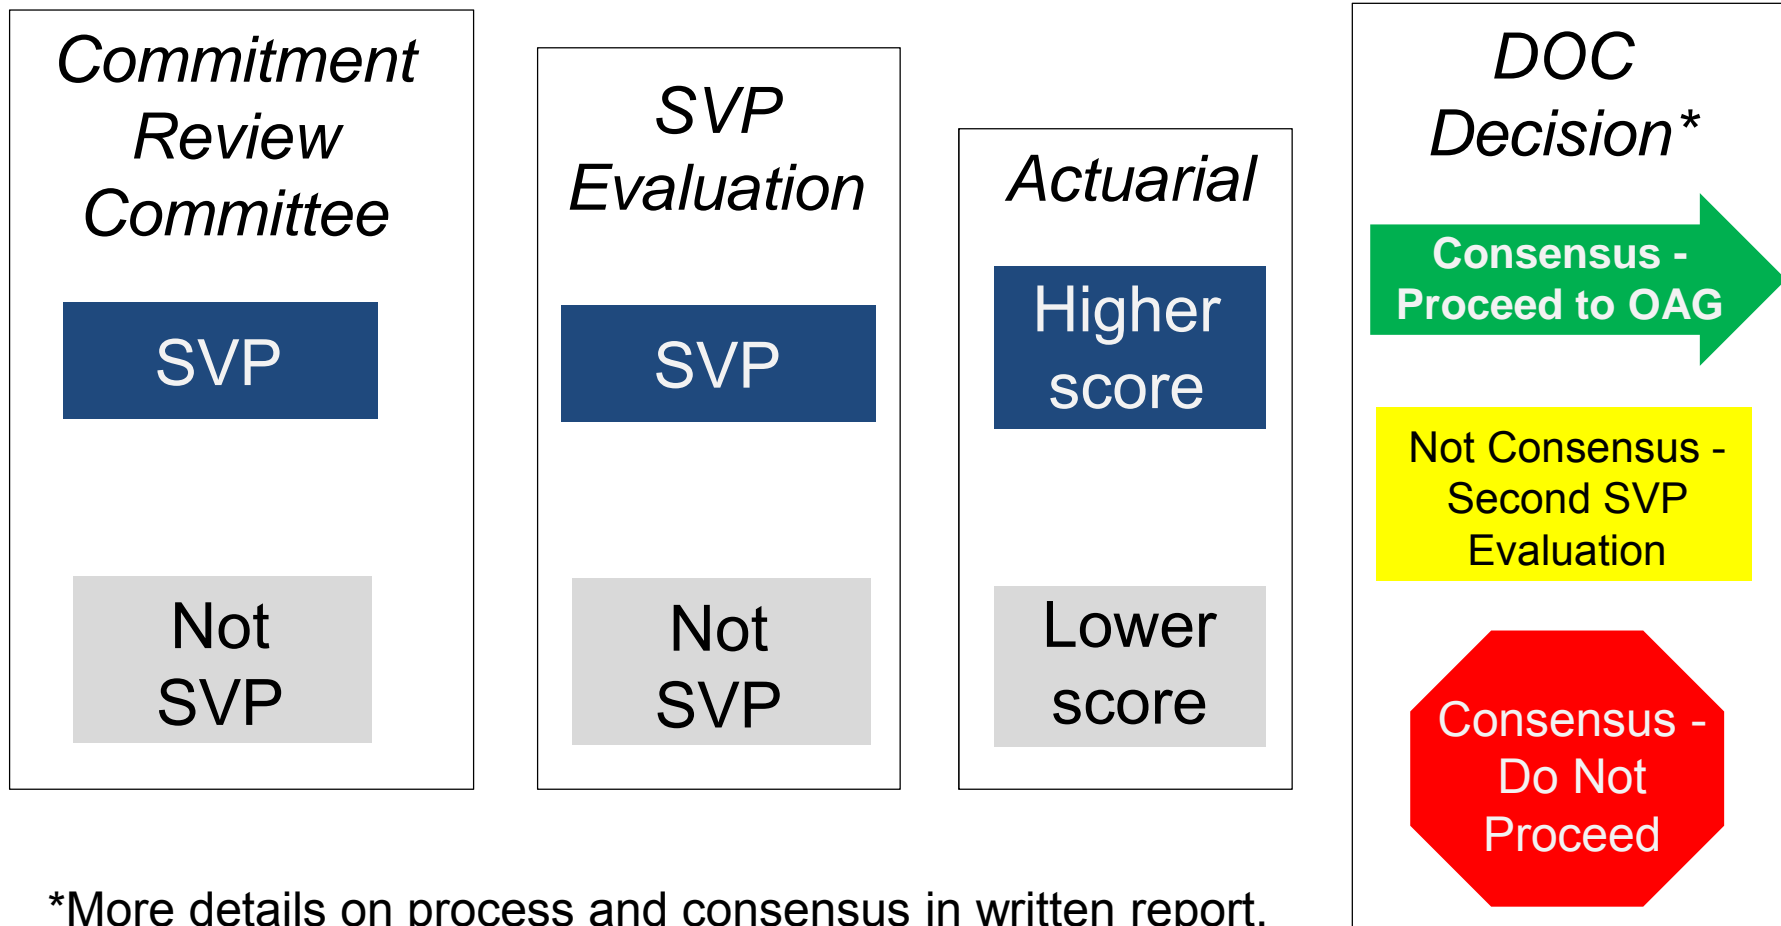 Commitment
Review
Committee
SVP
Not
SVP
SVP
Evaluation
SVP
Not
SVP
Actuarial
Higher
score
Lower
score
DOC
Decision*
Consensus -
Proceed to OAG
Not Consensus -
Second SVP
Evaluation
Consensus -
Do Not
Proceed
*More details on process and consensus in written report.